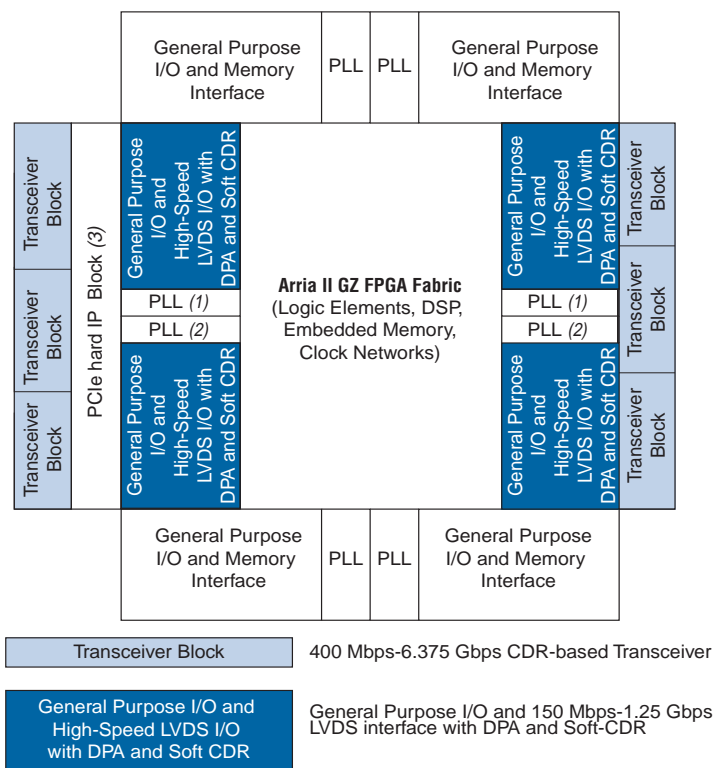 General Purpose
I/O and Memory
Interface
PLL
PLL
General Purpose
I/O and Memory
Interface
Transceiver
Block
Transceiver
Block
Transceiver
Block
PCIe hard IP Block (3)
General Purpose
I/O and
High-Speed
LVDS I/O with
DPA and Soft CDR
PLL (1)
PLL (2)
General Purpose
I/O and
High-Speed
LVDS I/O with
DPA and Soft CDR
Arria II GZ FPGA Fabric
(Logic Elements, DSP,
Embedded Memory,
Clock Networks)
General Purpose
I/O and
High-Speed
LVDS I/O with
DPA and Soft CDR
PLL (1)
PLL (2)
General Purpose
I/O and
High-Speed
LVDS I/O with
DPA and Soft CDR
Transceiver
Block
Transceiver
Block
Transceiver
Block
General Purpose
I/O and Memory
Interface
PLL
PLL
General Purpose
I/O and Memory
Interface
Transceiver Block
400 Mbps-6.375 Gbps CDR-based Transceiver
General Purpose I/O and
High-Speed LVDS I/O
with DPA and Soft CDR
General Purpose I/O and 150 Mbps-1.25 Gbps
LVDS interface with DPA and Soft-CDR